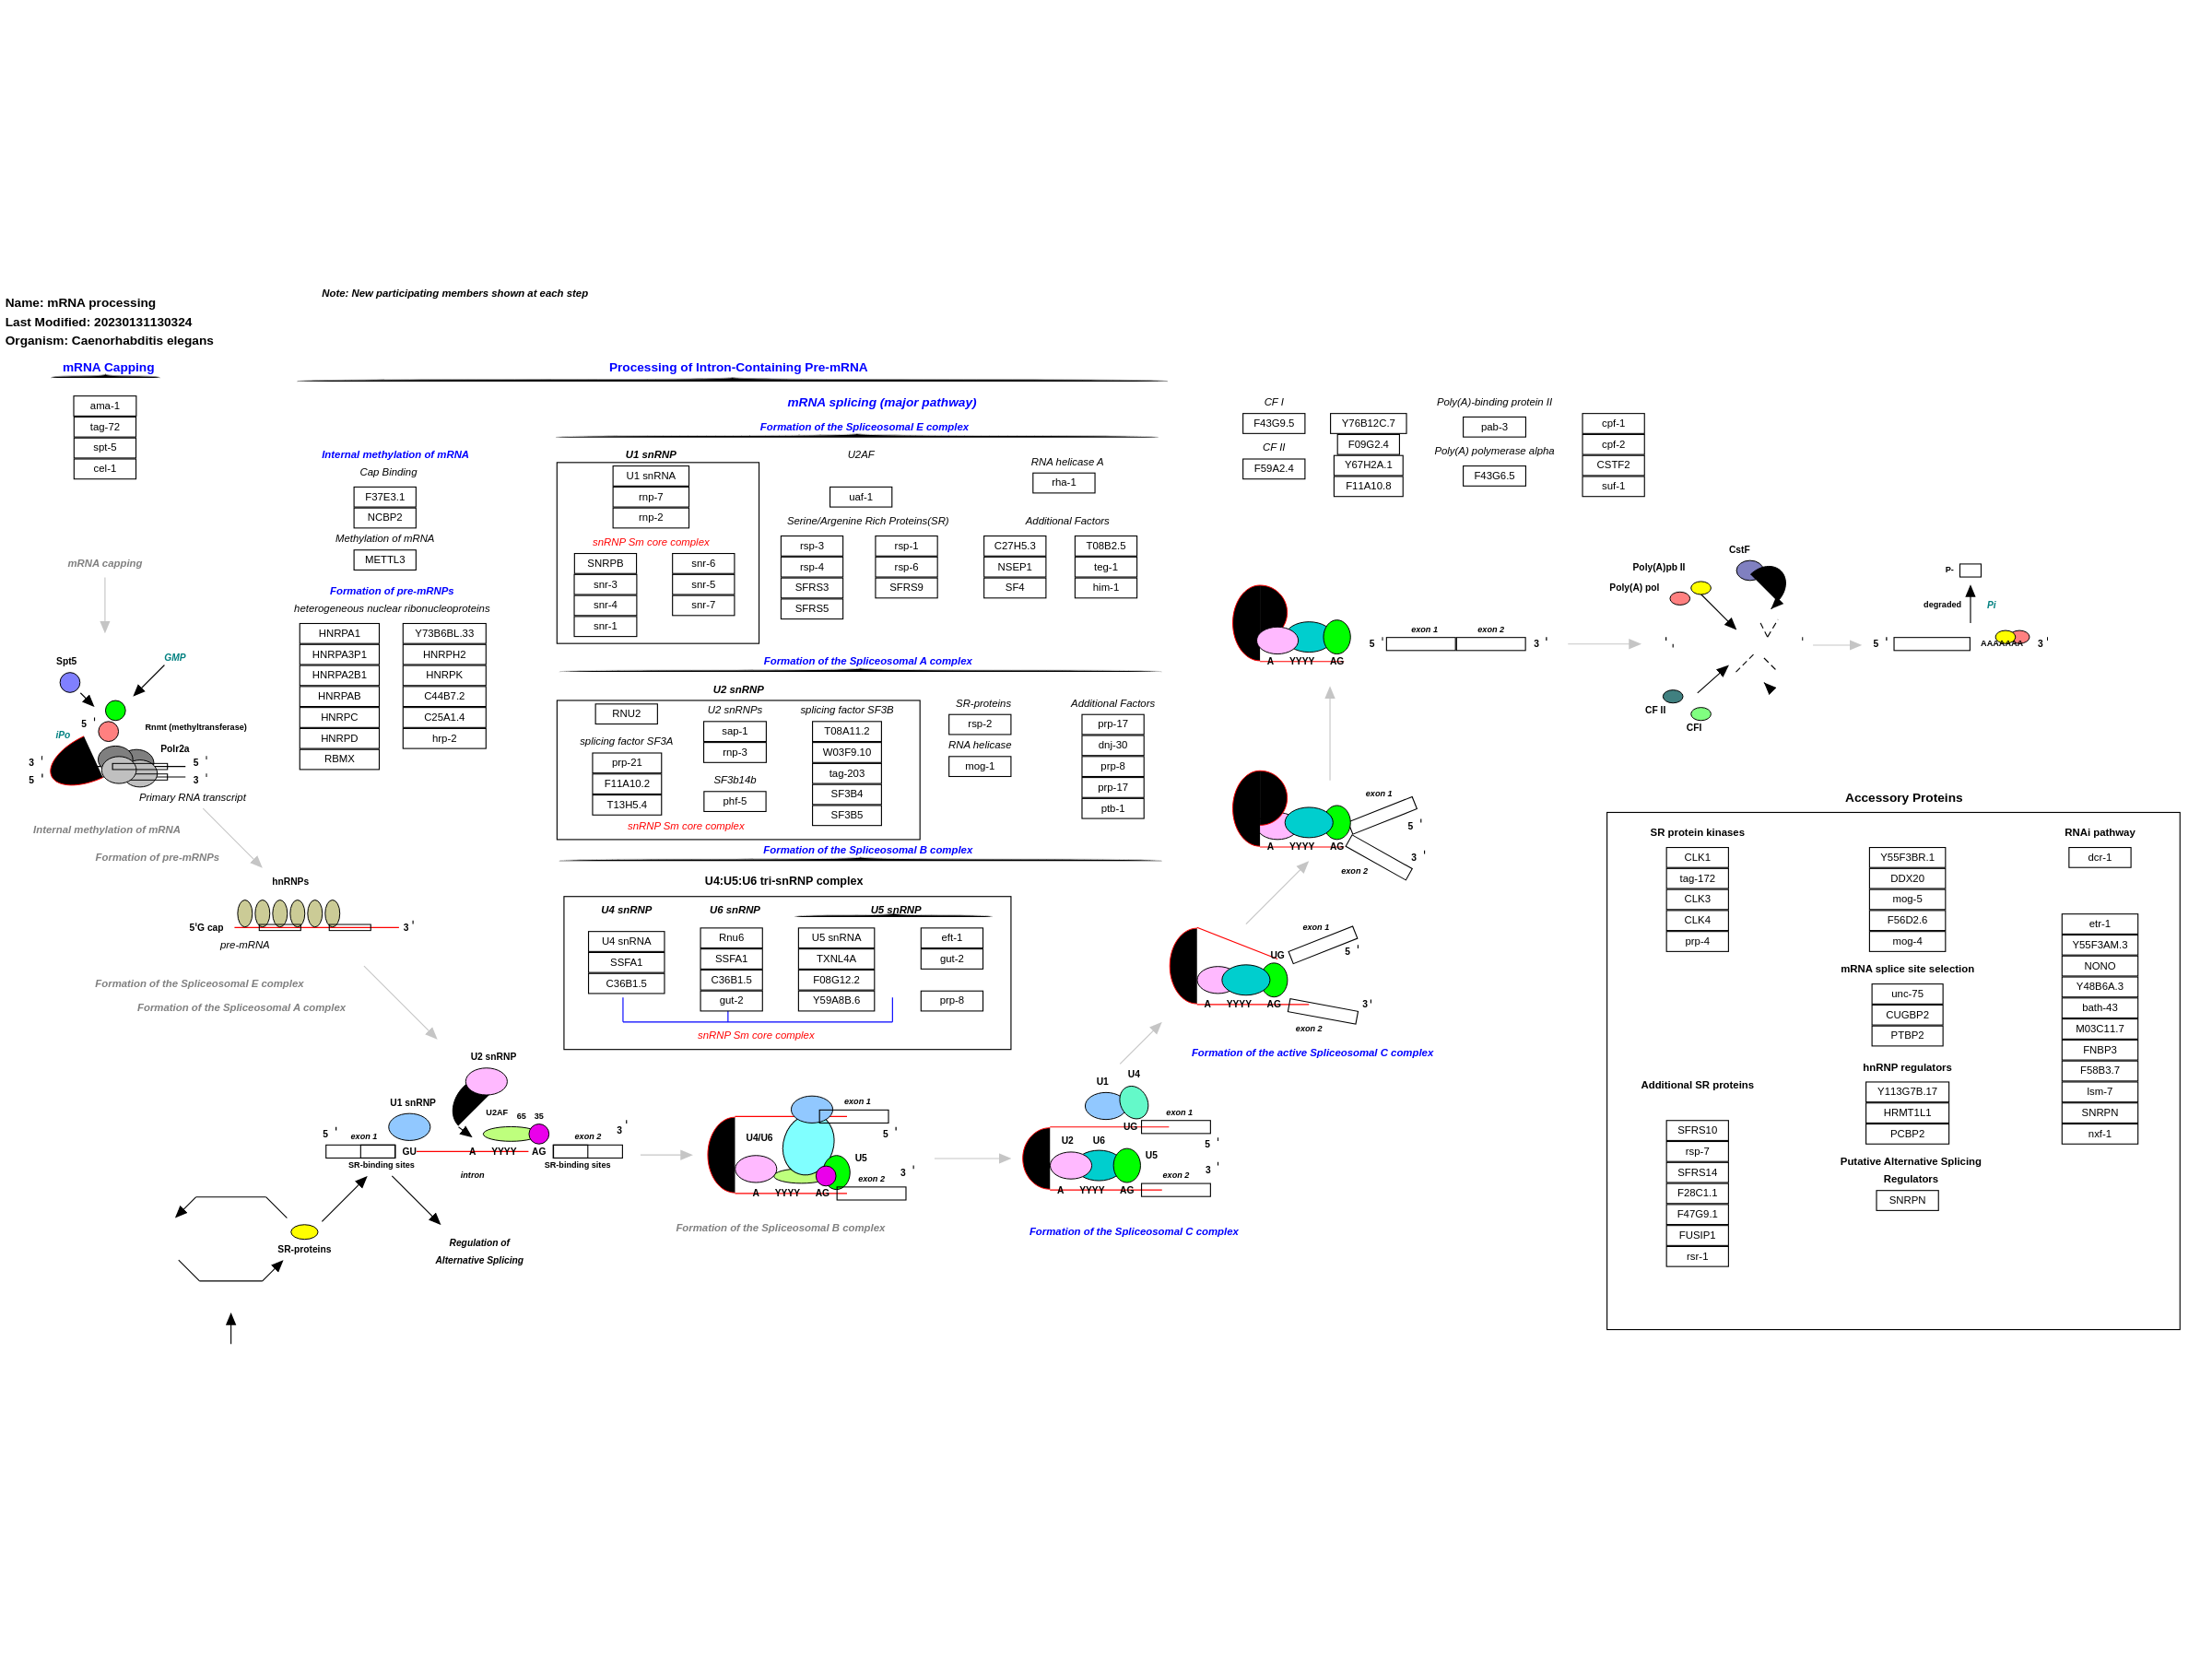 Note: New participating members shown at each step
Name: mRNA processing
Last Modified: 20230131130324
Organism: Caenorhabditis elegans
mRNA Capping
ama-1
tag-72
spt-5
cel-1
mRNA capping
Spt5
GMP
5 '
Rnmt (methyltransferase)
iPo
Polr2a
3 '
5 '
5 '
3 '
Primary RNA transcript
Internal methylation of mRNA
Formation of pre-mRNPs
hnRNPs
5'G cap
3 '
pre-mRNA
Formation of the Spliceosomal E complex
Formation of the Spliceosomal A complex
Processing of Intron-Containing Pre-mRNA
Internal methylation of mRNA
Cap Binding
F37E3.1
NCBP2
Methylation of mRNA
METTL3
Formation of pre-mRNPs
heterogeneous nuclear ribonucleoproteins
HNRPA1
HNRPA3P1
HNRPA2B1
HNRPAB
HNRPC
HNRPD
RBMX
Y73B6BL.33
HNRPH2
HNRPK
C44B7.2
C25A1.4
hrp-2
mRNA splicing (major pathway)
Formation of the Spliceosomal E complex
U1 snRNP
U1 snRNA
rnp-7
rnp-2
snRNP Sm core complex
SNRPB
snr-3
snr-4
snr-1
snr-6
snr-5
snr-7
U2AF
uaf-1
Serine/Argenine Rich Proteins(SR)
rsp-3
rsp-4
SFRS3
SFRS5
rsp-1
rsp-6
SFRS9
RNA helicase A
rha-1
Additional Factors
C27H5.3
NSEP1
SF4
T08B2.5
teg-1
him-1
Formation of the Spliceosomal A complex
U2 snRNP
RNU2
splicing factor SF3A
prp-21
F11A10.2
T13H5.4
U2 snRNPs
sap-1
rnp-3
SF3b14b
phf-5
splicing factor SF3B
T08A11.2
W03F9.10
tag-203
SF3B4
SF3B5
snRNP Sm core complex
SR-proteins
rsp-2
RNA helicase
mog-1
Additional Factors
prp-17
dnj-30
prp-8
prp-17
ptb-1
Formation of the Spliceosomal B complex
U4:U5:U6 tri-snRNP complex
U4 snRNP
U4 snRNA
SSFA1
C36B1.5
U6 snRNP
Rnu6
SSFA1
C36B1.5
gut-2
U5 snRNP
U5 snRNA
TXNL4A
F08G12.2
Y59A8B.6
eft-1
gut-2
prp-8
snRNP Sm core complex
U2 snRNP
U1 snRNP
U2AF
65
35
5 '
exon 1
GU
A
YYYY
AG
exon 2
3 '
SR-binding sites
SR-binding sites
intron
SR-proteins
Regulation of
Alternative Splicing
exon 1
5 '
U4/U6
U5
3 '
exon 2
A
YYYY
AG
Formation of the Spliceosomal B complex
U1
U4
exon 1
UG
5 '
U2
U6
U5
3 '
exon 2
A
YYYY
AG
Formation of the Spliceosomal C complex
exon 1
UG
5 '
A
YYYY
AG
3 '
exon 2
Formation of the active Spliceosomal C complex
exon 1
5 '
A
YYYY
AG
3 '
exon 2
A
YYYY
AG
5 '
exon 1
exon 2
3 '
CF I
F43G9.5
CF II
F59A2.4
Y76B12C.7
F09G2.4
Y67H2A.1
F11A10.8
Poly(A)-binding protein II
pab-3
Poly(A) polymerase alpha
F43G6.5
cpf-1
cpf-2
CSTF2
suf-1
CstF
Poly(A)pb II
Poly(A) pol
' '
'
CF II
CFI
P-
degraded
Pi
5 '
AAAAAAA
3 '
Accessory Proteins
SR protein kinases
CLK1
tag-172
CLK3
CLK4
prp-4
Additional SR proteins
SFRS10
rsp-7
SFRS14
F28C1.1
F47G9.1
FUSIP1
rsr-1
Y55F3BR.1
DDX20
mog-5
F56D2.6
mog-4
mRNA splice site selection
unc-75
CUGBP2
PTBP2
hnRNP regulators
Y113G7B.17
HRMT1L1
PCBP2
Putative Alternative Splicing
Regulators
SNRPN
RNAi pathway
dcr-1
etr-1
Y55F3AM.3
NONO
Y48B6A.3
bath-43
M03C11.7
FNBP3
F58B3.7
lsm-7
SNRPN
nxf-1